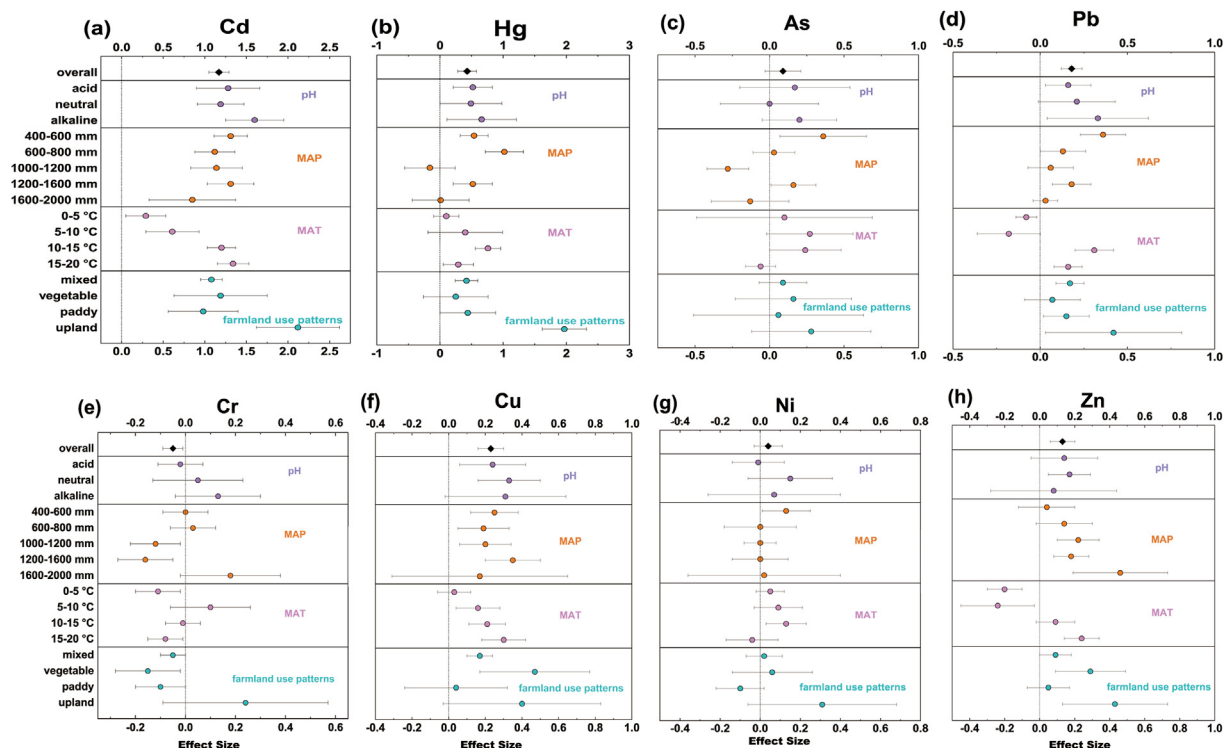 (a) Cd
0.0 0.5 1.0 1.5 2.0 2.5
overall
acid
neutral
alkaline
pH
400-600 mm
600-800 mm
1000-1200 mm
1200-1600 mm
1600-2000 mm
MAP
0-5 °C
5-10 °C
10-15 °C
15-20 °C
MAT
mixed
vegetable
paddy
upland
farmland use patterns
0.0 0.5 1.0 1.5 2.0 2.5
(b) Hg
-1 0 1 2 3
pH
MAP
MAT
farmland use patterns
-1 0 1 2 3
(c) As
-0.5 0.0 0.5 1.0
pH
MAP
MAT
farmland use patterns
-0.5 0.0 0.5 1.0
(d) Pb
-0.5 0.0 0.5 1.0
pH
MAP
MAT
farmland use patterns
-0.5 0.0 0.5 1.0
(e) Cr
-0.2 0.0 0.2 0.4 0.6
overall
acid
neutral
alkaline
pH
400-600 mm
600-800 mm
1000-1200 mm
1200-1600 mm
1600-2000 mm
MAP
0-5 °C
5-10 °C
10-15 °C
15-20 °C
MAT
mixed
vegetable
paddy
upland
farmland use patterns
-0.2 0.0 0.2 0.4 0.6
Effect Size
(f) Cu
-0.4 -0.2 0.0 0.2 0.4 0.6 0.8 1.0
pH
MAP
MAT
farmland use patterns
-0.4 -0.2 0.0 0.2 0.4 0.6 0.8 1.0
Effect Size
(g) Ni
-0.4 -0.2 0.0 0.2 0.4 0.6 0.8
pH
MAP
MAT
farmland use patterns
-0.4 -0.2 0.0 0.2 0.4 0.6 0.8
Effect Size
(h) Zn
-0.4 -0.2 0.0 0.2 0.4 0.6 0.8 1.0
pH
MAP
MAT
farmland use patterns
-0.4 -0.2 0.0 0.2 0.4 0.6 0.8 1.0
Effect Size